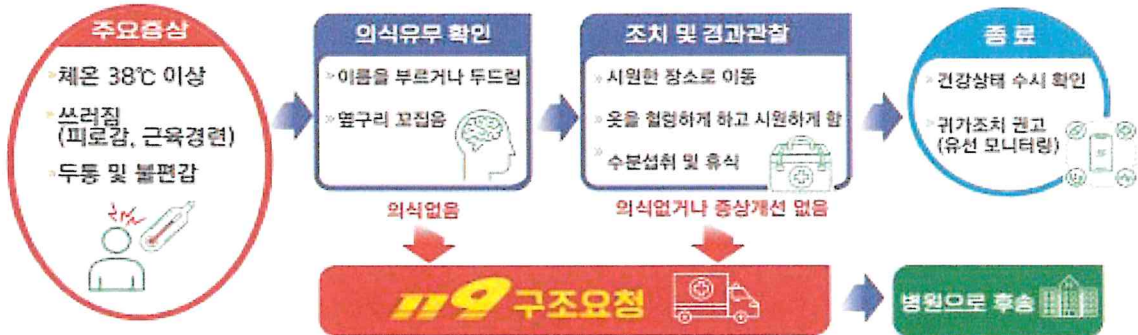 주요증상
체온 38℃ 이상
쓰러짐
(피로감, 근육경련)
두통 및 불편감
의식유무 확인
이름을 부르거나 두드림
옆구리 꼬집음
의식없음
조치 및 경과관찰
시원한 장소로 이동
옷을 헐렁하게 하고 시원하게 함
수분섭취 및 휴식
의식없거나 증상개선 없음
종료
건강상태 수시 확인
귀가조치 권고
(유선 모니터링)
119 구조요청
병원으로 후송